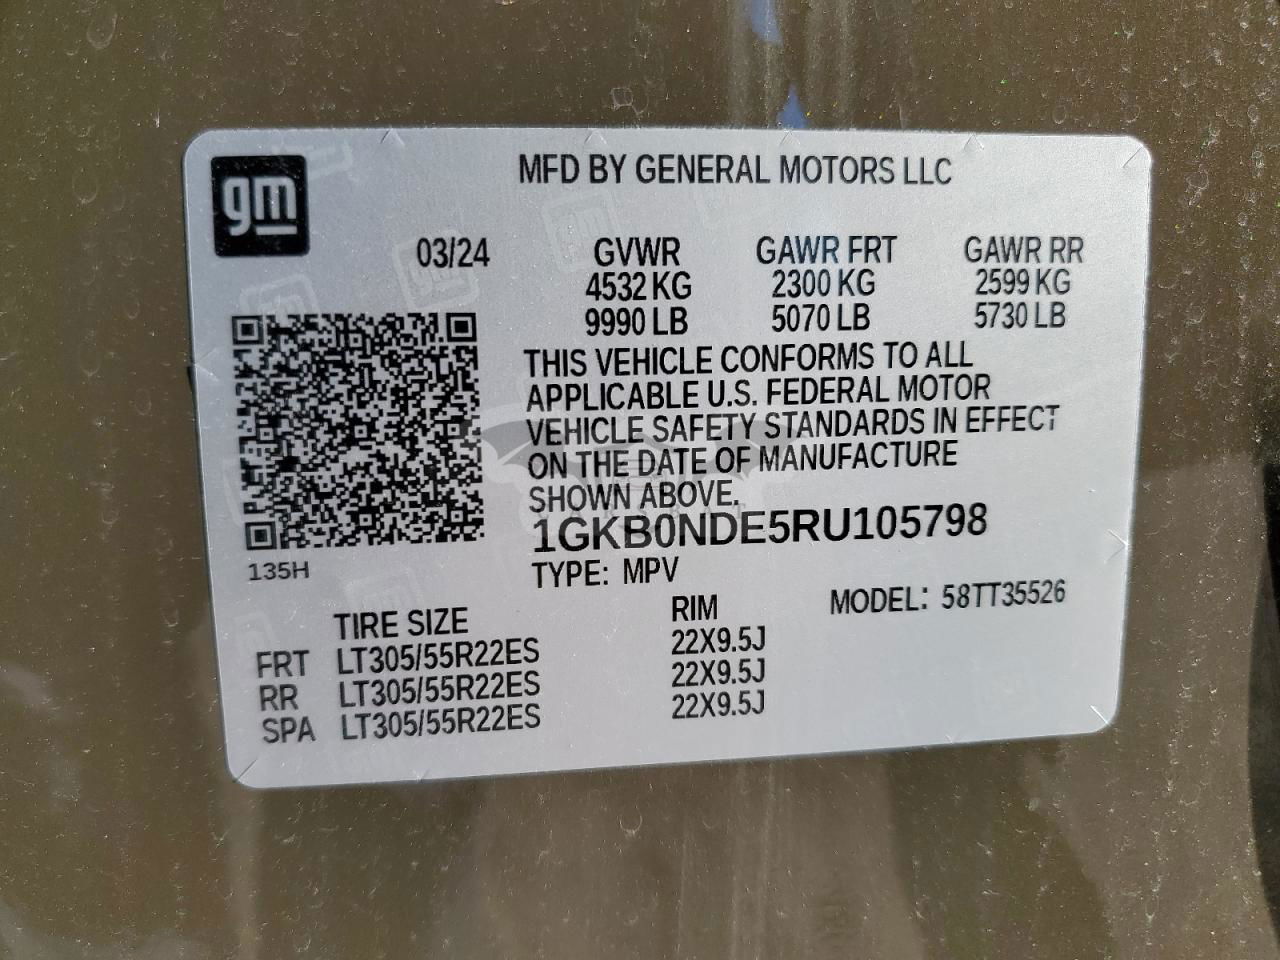 gm
MFD BY GENERAL MOTORS LLC
03/24 GVWR GAWR FRT GAWR RR
4532 KG 2300 KG 2599 KG
9990 LB 5070 LB 5730 LB
THIS VEHICLE CONFORMS TO ALL
APPLICABLE U.S. FEDERAL MOTOR
VEHICLE SAFETY STANDARDS IN EFFECT
ON THE DATE OF MANUFACTURE
SHOWN ABOVE.
1GKB0NDE5RU105798
135H
TYPE: MPV
MODEL: 58TT35526
TIRE SIZE RIM
FRT LT305/55R22ES 22X9.5J
RR LT305/55R22ES 22X9.5J
SPA LT305/55R22ES 22X9.5J